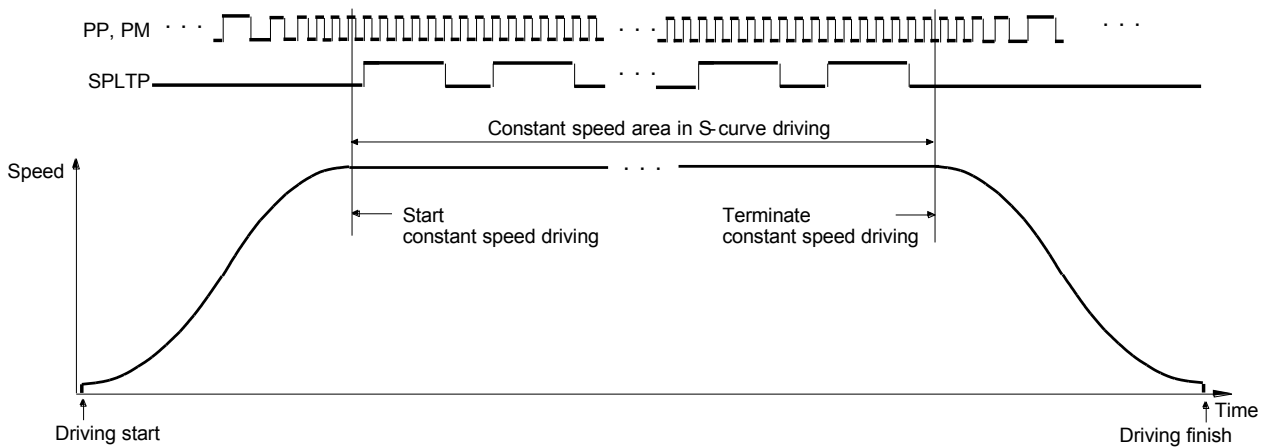 PP, PM · · · · · · · · ·
SPLTP · · ·
Constant speed area in S-curve driving
Speed
· · ·
Start
constant speed driving
Terminate
constant speed driving
Time
Driving start
Driving finish